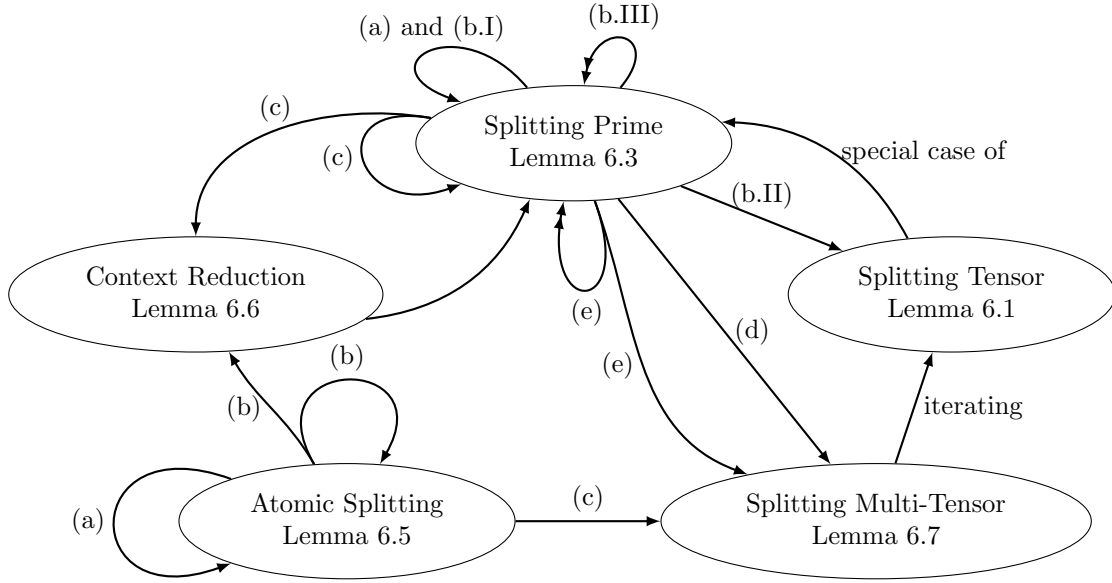 (b.III)
(a) and (b.I)
(c)
Splitting Prime
Lemma 6.3
(c)
special case of
(b.II)
Context Reduction
Lemma 6.6
Splitting Tensor
Lemma 6.1
(e)
(d)
(b)
(e)
(b)
iterating
Atomic Splitting
Lemma 6.5
(c)
Splitting Multi-Tensor
Lemma 6.7
(a)